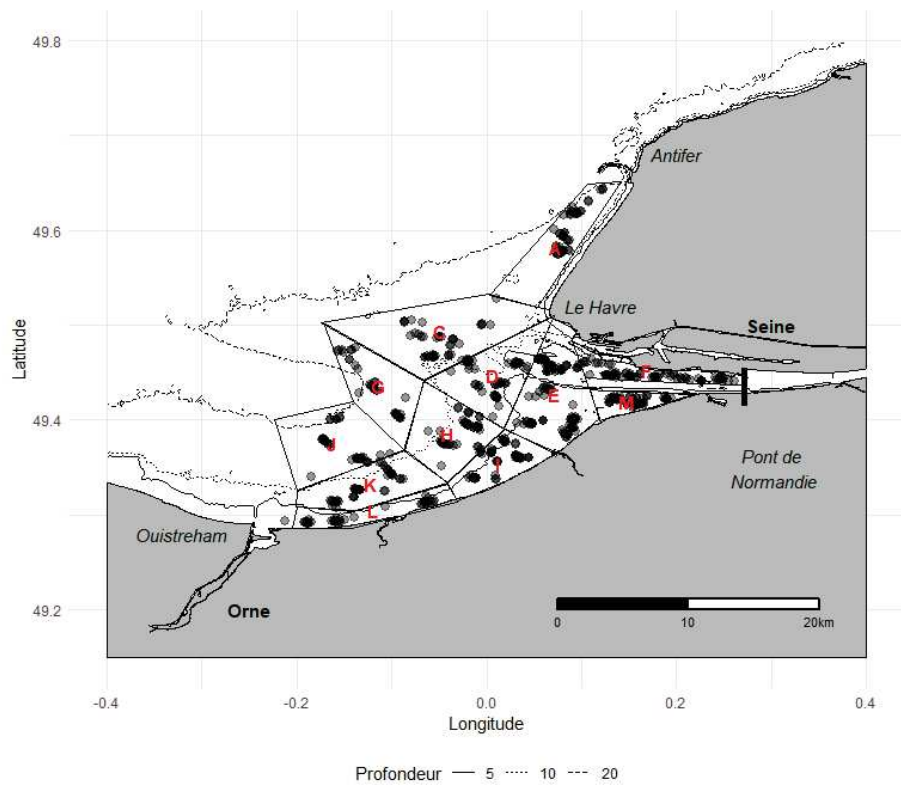 49.8
Antifer
49.6
A
Le Havre
C
Seine
Latitude
D
F
G
E
M
49.4
J
H
I
Pont de
Normandie
K
L
Ouistreham
49.2
Orne
0
10
20km
-0.4
-0.2
0.0
0.2
0.4
Longitude
Profondeur 5 10 20